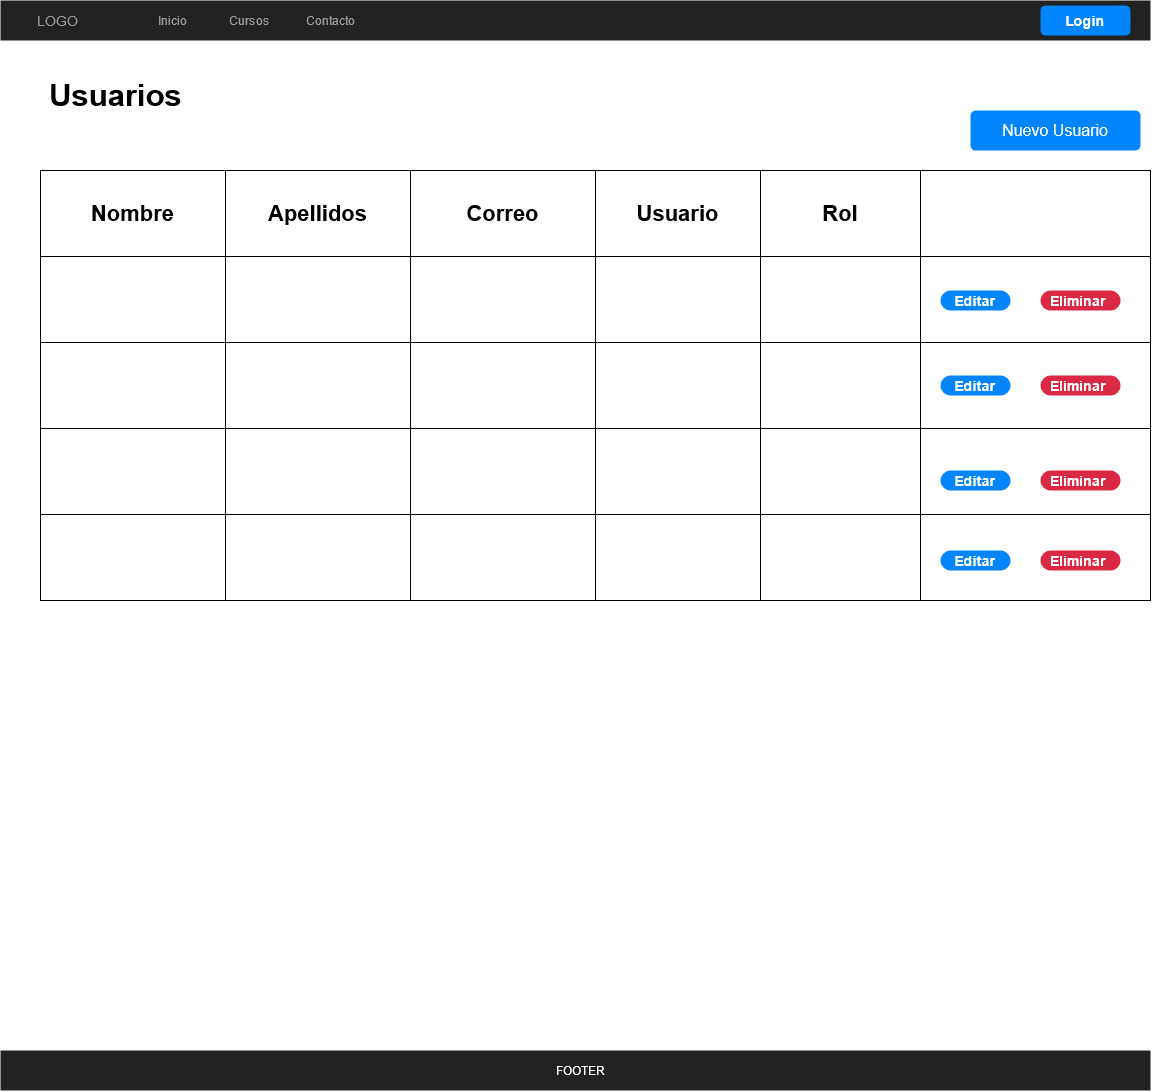 LOGO Inicio Cursos Contacto Login
Usuarios
Nuevo Usuario
Nombre Apellidos Correo Usuario Rol
Editar Eliminar
Editar Eliminar
Editar Eliminar
Editar Eliminar
FOOTER